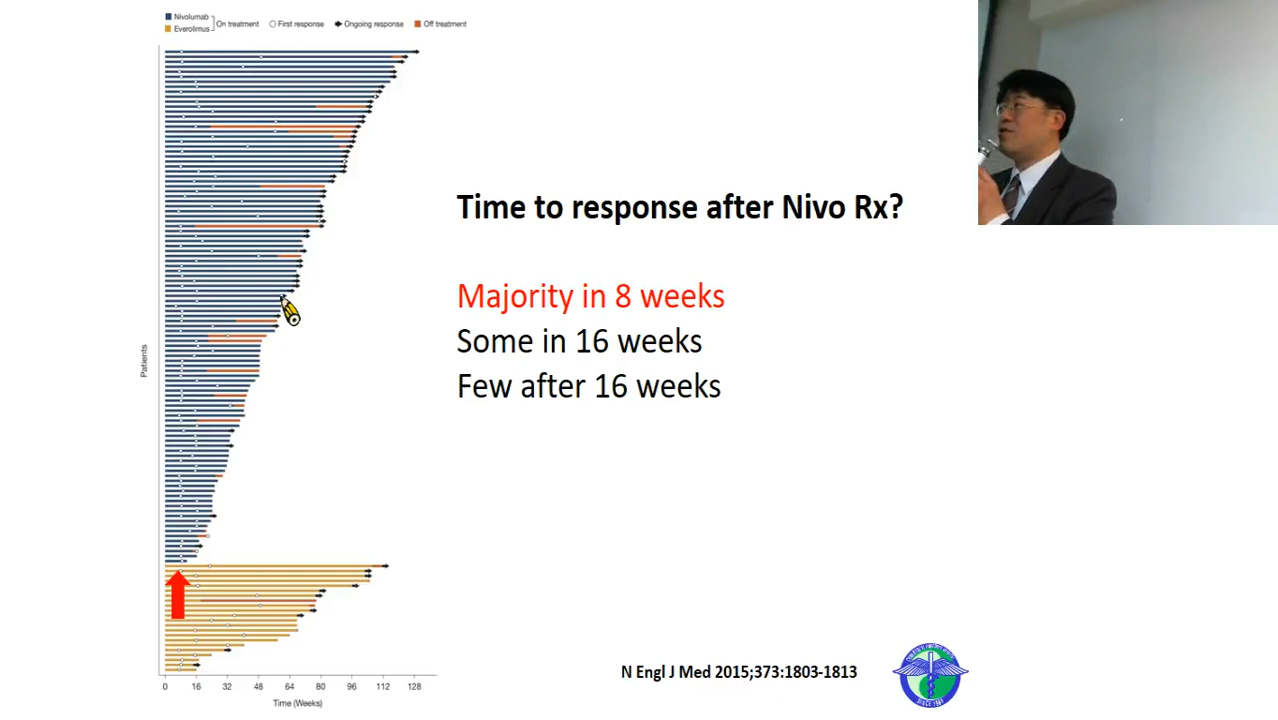 Nivolumab
Everolimus
On treatment
First response
Ongoing response
Off treatment
Patients
Time to response after Nivo Rx?
Majority in 8 weeks
Some in 16 weeks
Few after 16 weeks
0 16 32 48 64 80 96 112 128
Time (Weeks)
N Engl J Med 2015;373:1803-1813